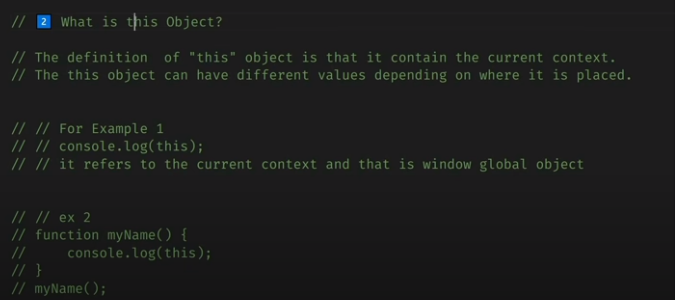 // 2 What is this Object?
// The definition  of "this" object is that it contain the current context.
// The this object can have different values depending on where it is placed.
// // For Example 1
// // console.log(this);
// // it refers to the current context and that is window global object
// // ex 2
// function myName() {
//     console.log(this);
// }
// myName();